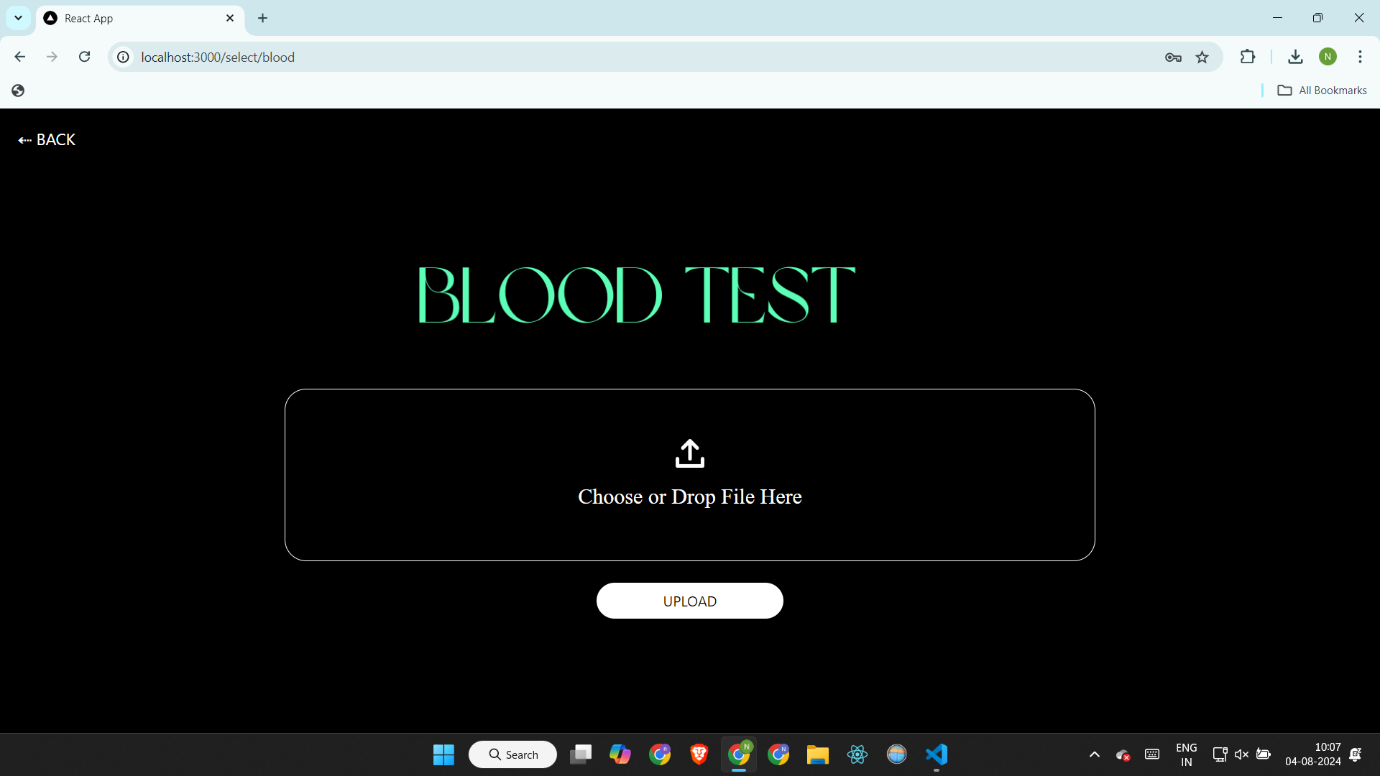 React App
localhost:3000/select/blood
N
All Bookmarks
⇠ BACK
BLOOD TEST
Choose or Drop File Here
UPLOAD
Search
ENG
IN
10:07
04-08-2024